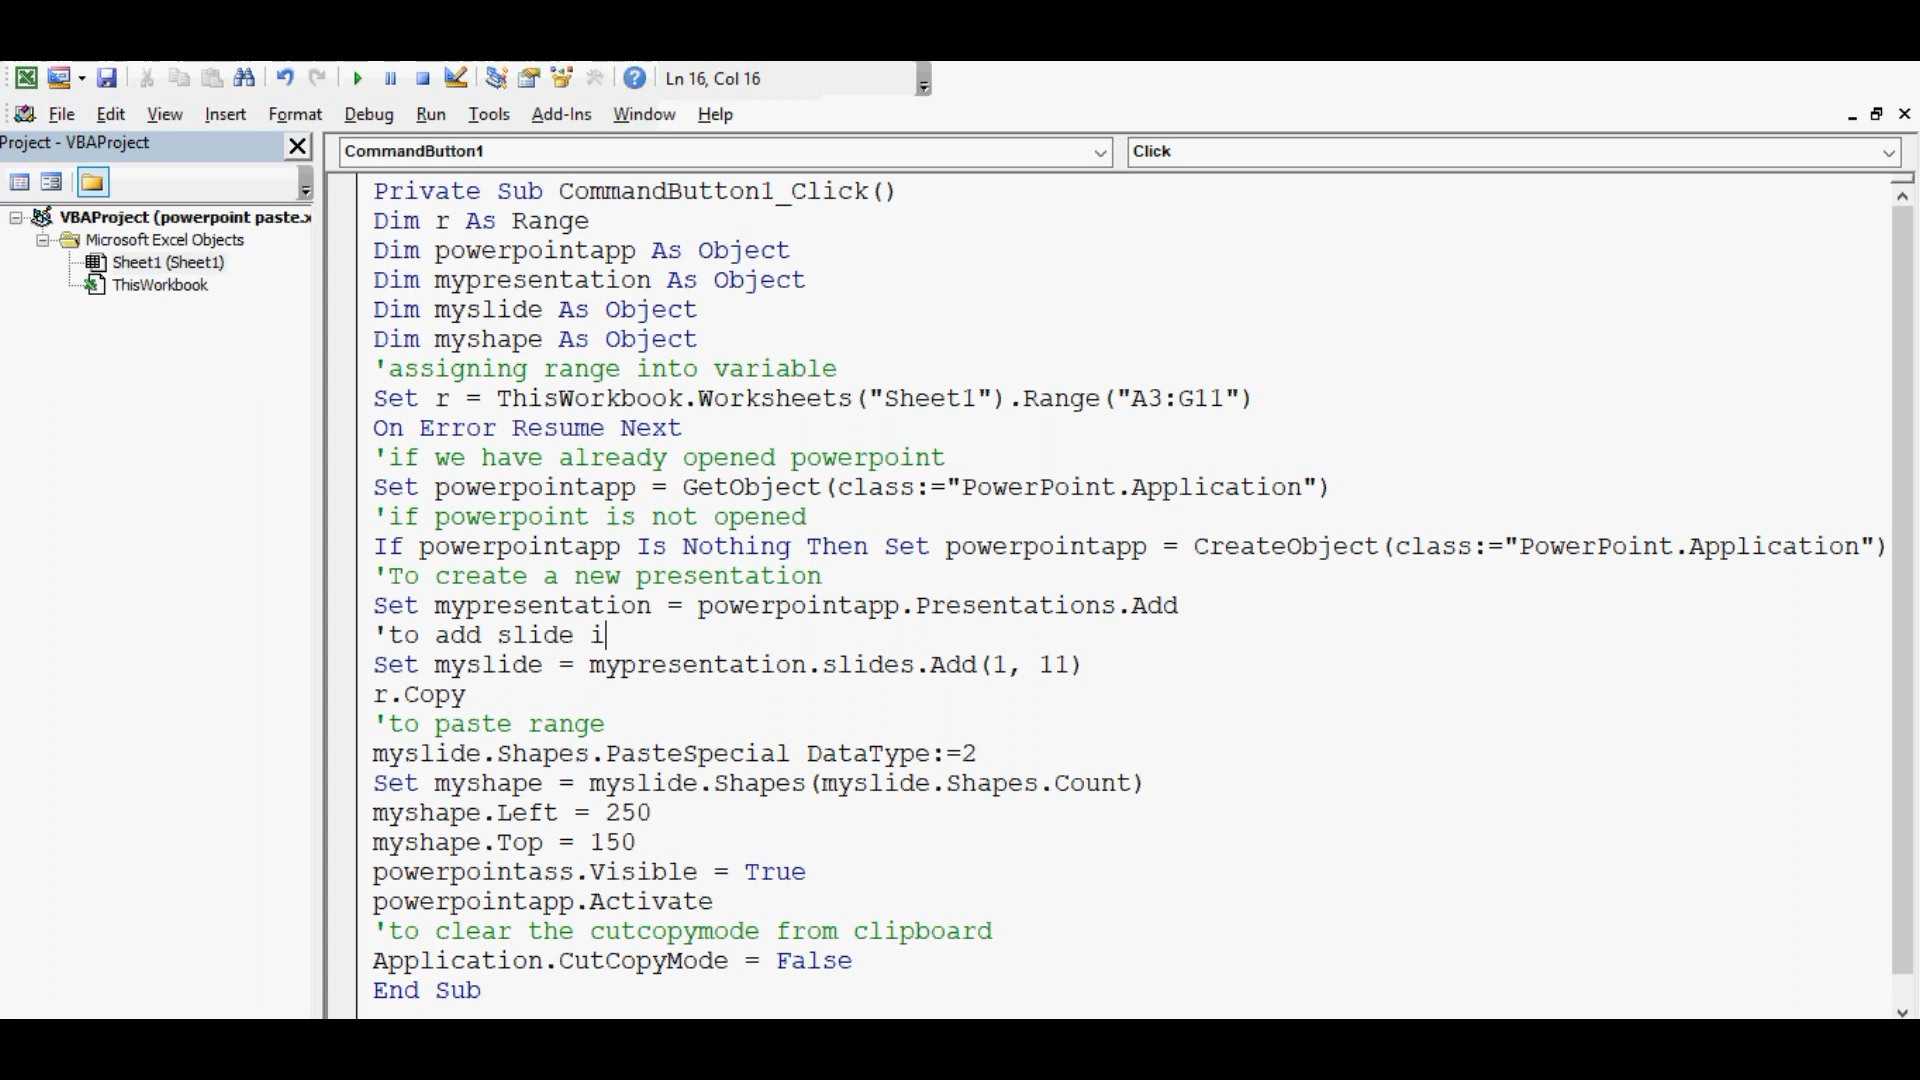 Ln 16, Col 16
File Edit View Insert Format Debug Run Tools Add-Ins Window Help
Project - VBAProject
CommandButton1 Click
VBAProject (powerpoint paste.x
Microsoft Excel Objects
Sheet1 (Sheet1)
ThisWorkbook
Private Sub CommandButton1_Click()
Dim r As Range
Dim powerpointapp As Object
Dim mypresentation As Object
Dim myslide As Object
Dim myshape As Object
'assigning range into variable
Set r = ThisWorkbook.Worksheets("Sheet1").Range("A3:G11")
On Error Resume Next
'if we have already opened powerpoint
Set powerpointapp = GetObject(class:="PowerPoint.Application")
'if powerpoint is not opened
If powerpointapp Is Nothing Then Set powerpointapp = CreateObject(class:="PowerPoint.Application")
'To create a new presentation
Set mypresentation = powerpointapp.Presentations.Add
'to add slide i
Set myslide = mypresentation.slides.Add(1, 11)
r.Copy
'to paste range
myslide.Shapes.PasteSpecial DataType:=2
Set myshape = myslide.Shapes(myslide.Shapes.Count)
myshape.Left = 250
myshape.Top = 150
powerpointass.Visible = True
powerpointapp.Activate
'to clear the cutcopymode from clipboard
Application.CutCopyMode = False
End Sub